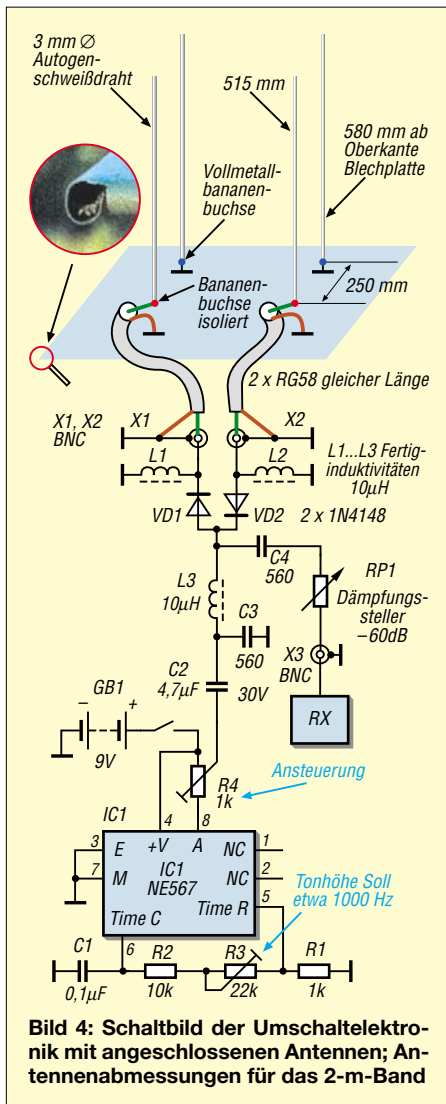 3 mm Ø
Autogen-
schweißdraht
515 mm
580 mm ab
Oberkante
Blechplatte
Vollmetall-
bananen-
buchse
250 mm
Bananen-
buchse
isoliert
2 x RG58 gleicher Länge
X1, X2
BNC
X1
X2
L1
L2
L1...L3 Fertig-
induktivitäten
10µH
VD1
VD2
2 x 1N4148
C4
560
RP1
Dämpfungs-
steller
–60dB
L3
10µH
C3
560
X3
BNC
C2
4,7µF
30V
RX
GB1
– +
9V
R4
1k
Ansteuerung
IC1
4
8
3
E
+V
A
NC
1
7
M
IC1
NE567
NC
2
Time C
Time R
5
6
Tonhöhe Soll
etwa 1000 Hz
C1
0,1µF
R2
10k
R3
22k
R1
1k
Bild 4: Schaltbild der Umschaltelektro-
nik mit angeschlossenen Antennen; An-
tennenabmessungen für das 2-m-Band